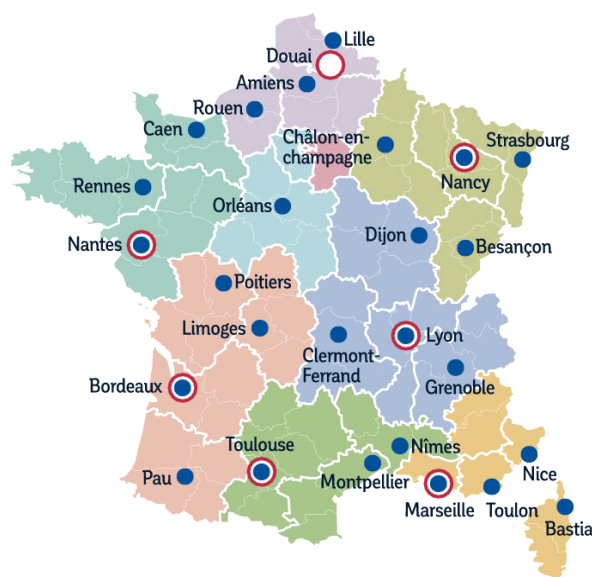 Lille
Douai
Amiens
Rouen
Caen
Châlon-en-
champagne
Strasbourg
Nancy
Rennes
Orléans
Nantes
Dijon
Besançon
Poitiers
Limoges
Lyon
Clermont-
Ferrand
Bordeaux
Grenoble
Toulouse
Nîmes
Pau
Montpellier
Nice
Marseille
Toulon
Bastia